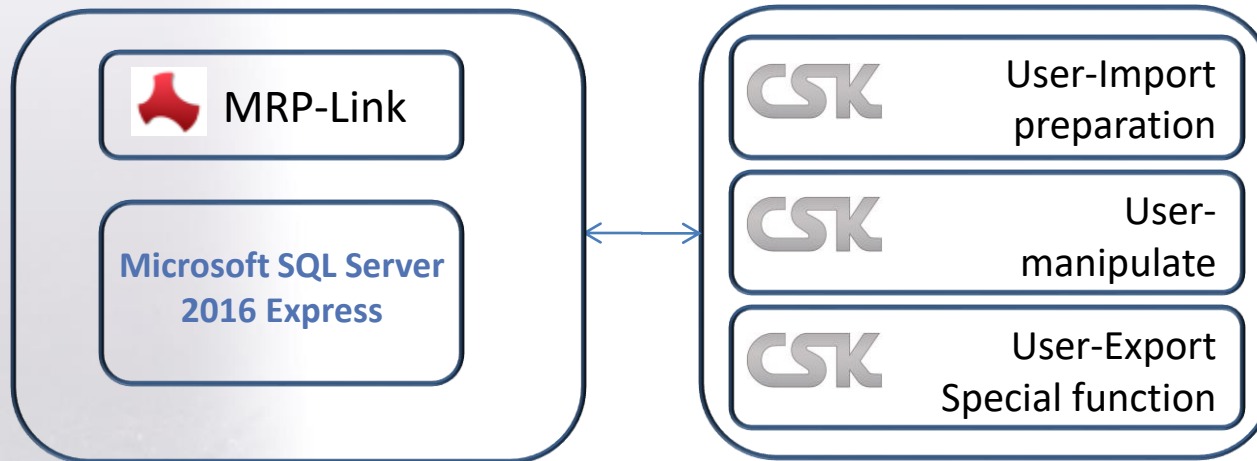 MRP-Link
Microsoft SQL Server
2016 Express
CSK
User-Import
preparation
CSK
User-
manipulate
CSK
User-Export
Special function